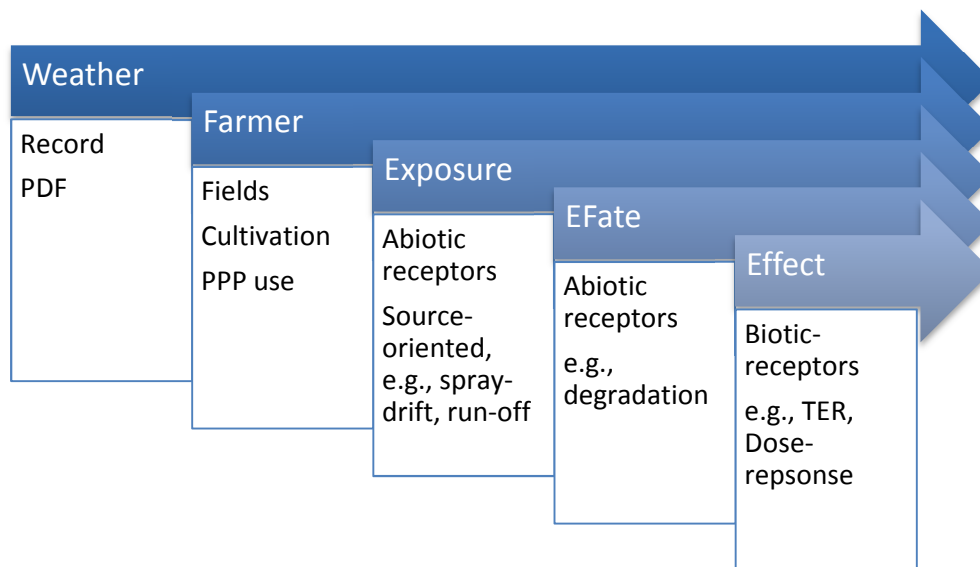 Weather
Record
PDF
Farmer
Fields
Cultivation
PPP use
Exposure
Abiotic
receptors
Source-
oriented,
e.g., spray-
drift, run-off
EFate
Abiotic
receptors
e.g.,
degradation
Effect
Biotic-
receptors
e.g., TER,
Dose-
repsonse